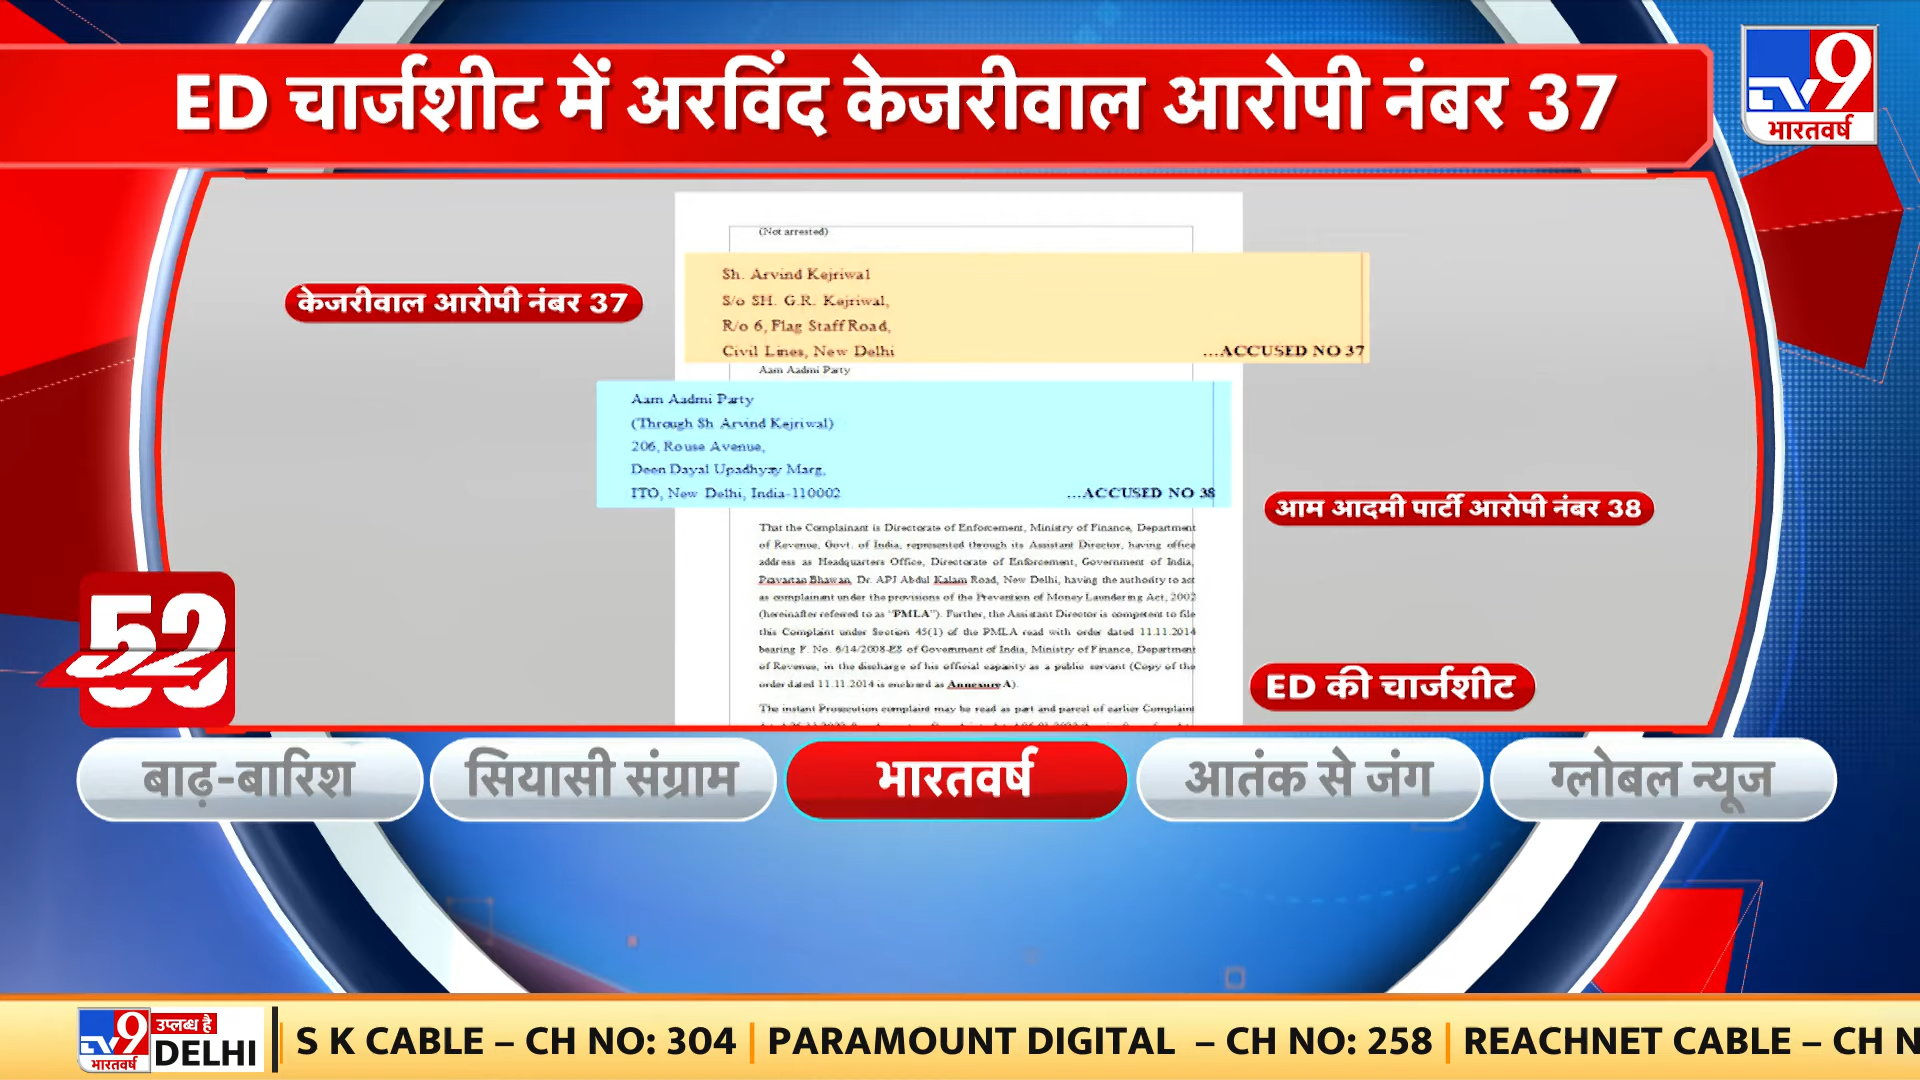 ED चार्जशीट में अरविंद केजरीवाल आरोपी नंबर 37
TV9
भारतवर्ष
(Not arrested)
केजरीवाल आरोपी नंबर 37
Sh. Arvind Kejriwal
S/o SH. G.R. Kejriwal,
R/o 6, Flag Staff Road,
Civil Lines, New Delhi ...ACCUSED NO 37
Aam Aadmi Party
Aam Aadmi Party
(Through Sh Arvind Kejriwal)
206, Rouse Avenue,
Deen Dayal Upadhyay Marg,
ITO, New Delhi, India-110002 ...ACCUSED NO 38
आम आदमी पार्टी आरोपी नंबर 38
That the Complainant is Directorate of Enforcement, Ministry of Finance, Department
of Revenue, Govt. of India, represented through its Assistant Director, having office
address as Headquarters Office, Directorate of Enforcement, Government of India,
Pravartan Bhawan, Dr. APJ Abdul Kalam Road, New Delhi, having the authority to act
as complainant under the provisions of the Prevention of Money Laundering Act, 2002
(hereinafter referred to as "PMLA"). Further, the Assistant Director is competent to file
this Complaint under Section 45(1) of the PMLA read with order dated 11.11.2014
bearing F. No. 6/14/2008-ES of Government of India, Ministry of Finance, Department
of Revenue, in the discharge of his official capacity as a public servant (Copy of the
order dated 11.11.2014 is enclosed as Annexure A).
The instant Prosecution complaint may be read as part and parcel of earlier Complaint
ED की चार्जशीट
52
बाढ़-बारिश
सियासी संग्राम
भारतवर्ष
आतंक से जंग
ग्लोबल न्यूज
TV9
भारतवर्ष
उप्लब्ध है
DELHI
S K CABLE – CH NO: 304 | PARAMOUNT DIGITAL – CH NO: 258 | REACHNET CABLE – CH N